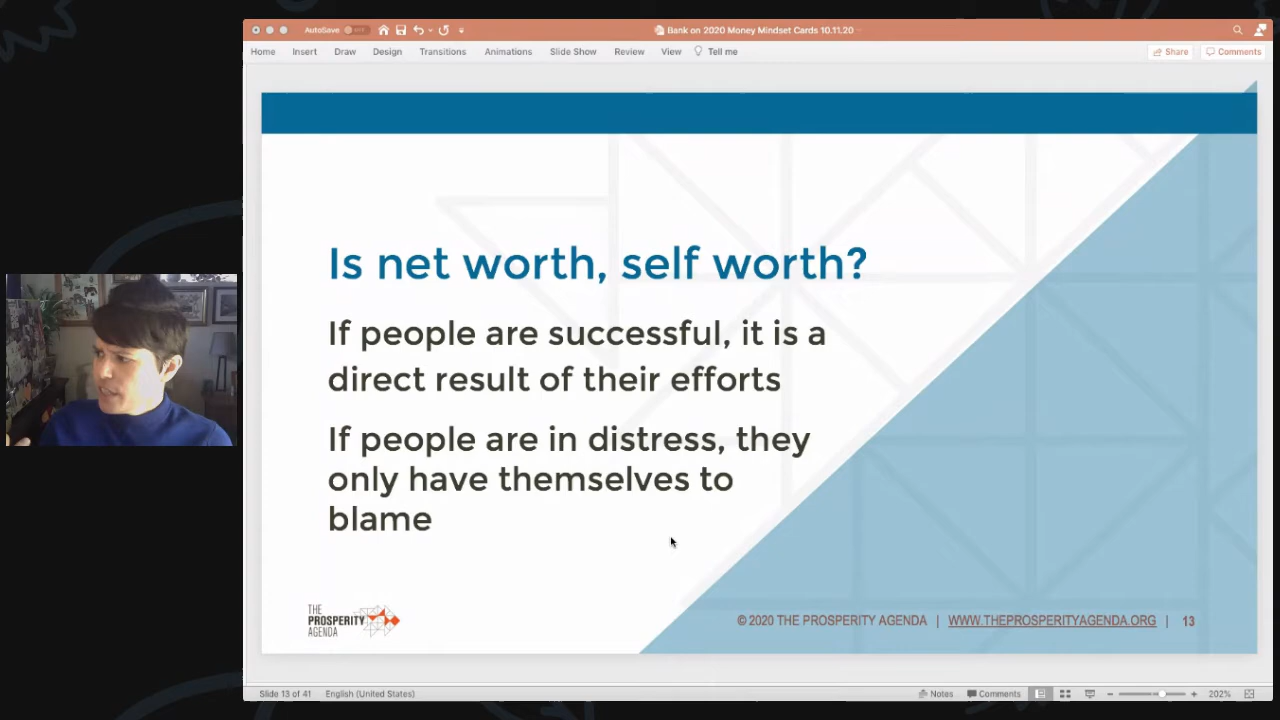 AutoSave
Bank on 2020 Money Mindset Cards 10.11.20
Home Insert Draw Design Transitions Animations Slide Show Review View Tell me Share Comments
Is net worth, self worth?
If people are successful, it is a
direct result of their efforts
If people are in distress, they
only have themselves to
blame
THE
PROSPERITY
AGENDA
© 2020 THE PROSPERITY AGENDA | WWW.THEPROSPERITYAGENDA.ORG | 13
Slide 13 of 41 English (United States) Notes Comments 202%